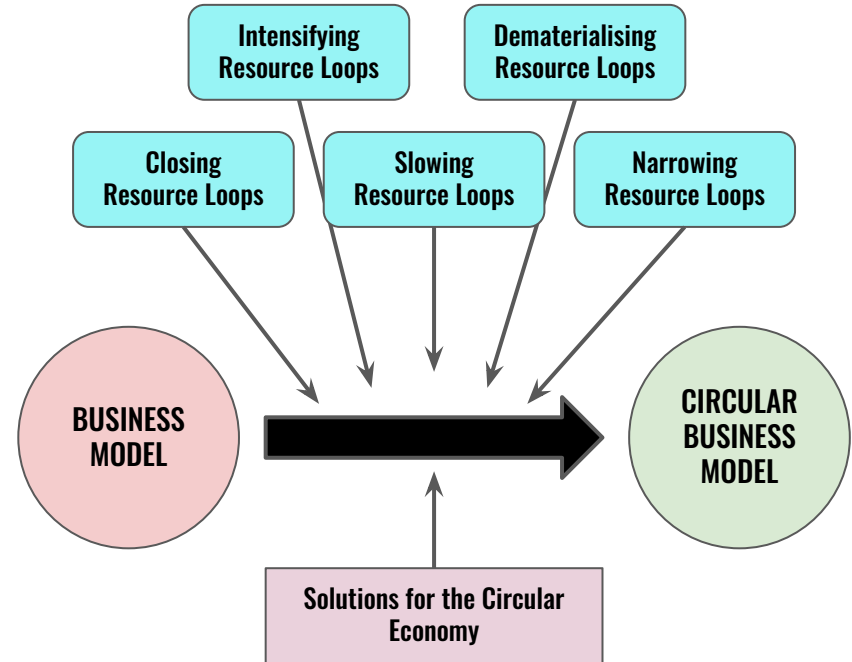 Intensifying
Resource Loops
Dematerialising
Resource Loops
Closing
Resource Loops
Slowing
Resource Loops
Narrowing
Resource Loops
BUSINESS
MODEL
CIRCULAR
BUSINESS
MODEL
Solutions for the Circular
Economy